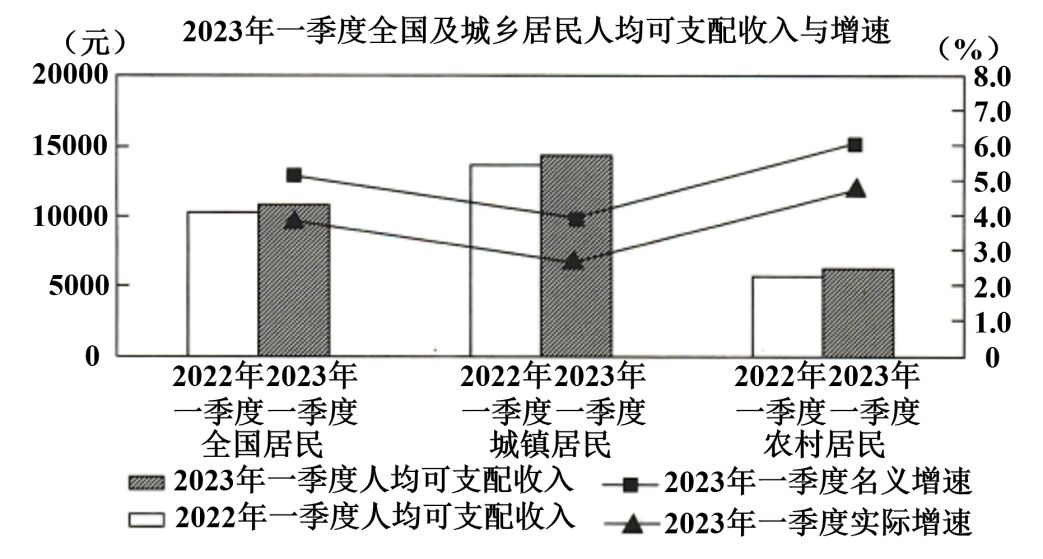 2023年一季度全国及城乡居民人均可支配收入与增速
（元）
（%）
20000
15000
10000
5000
0
8.0
7.0
6.0
5.0
4.0
3.0
2.0
1.0
0
2022年2023年 2022年2023年 2022年2023年
一季度一季度 一季度一季度 一季度一季度
全国居民 城镇居民 农村居民
2023年一季度人均可支配收入 2023年一季度名义增速
2022年一季度人均可支配收入 2023年一季度实际增速